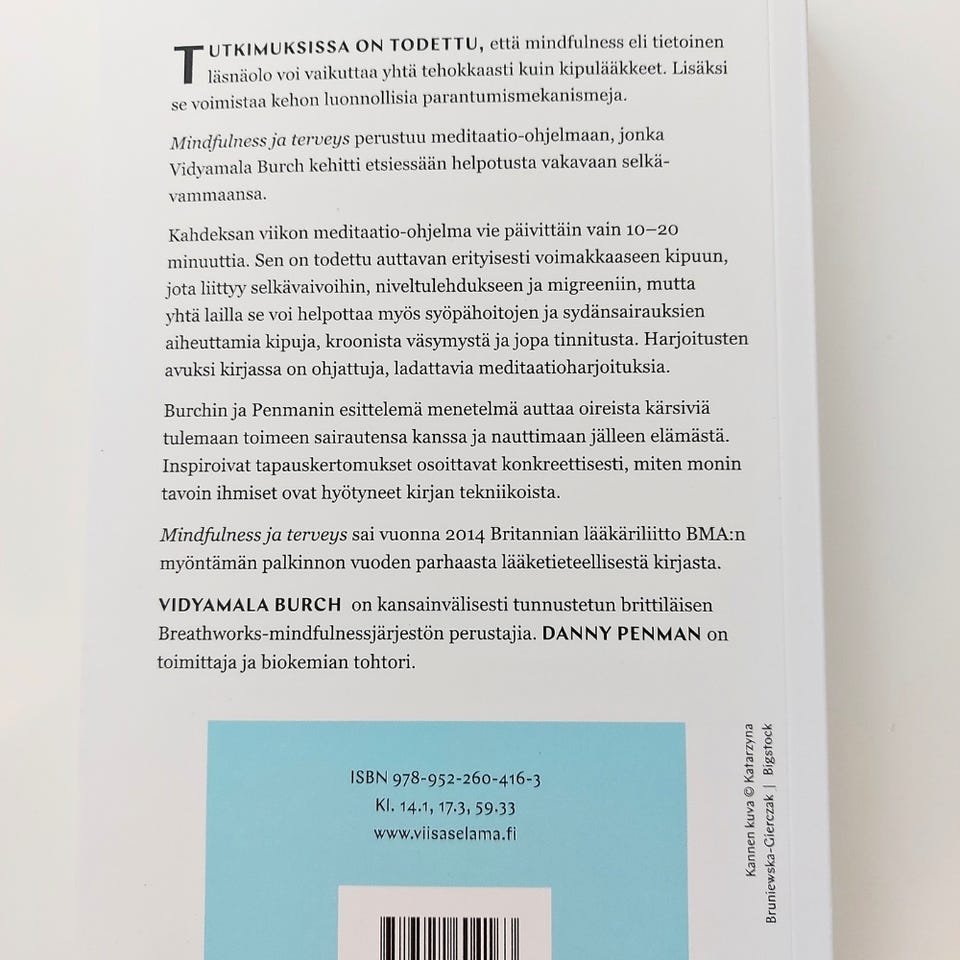 TUTKIMUKSISSA ON TODETTU, että mindfulness eli tietoinen
läsnäolo voi vaikuttaa yhtä tehokkaasti kuin kipulääkkeet. Lisäksi
se voimistaa kehon luonnollisia parantumismekanismeja.
Mindfulness ja terveys perustuu meditaatio-ohjelmaan, jonka
Vidyamala Burch kehitti etsiessään helpotusta vakavaan selkä-
vammaansa.
Kahdeksan viikon meditaatio-ohjelma vie päivittäin vain 10–20
minuuttia. Sen on todettu auttavan erityisesti voimakkaaseen kipuun,
jota liittyy selkävaivoihin, niveltulehdukseen ja migreeniin, mutta
yhtä lailla se voi helpottaa myös syöpähoitojen ja sydänsairauksien
aiheuttamia kipuja, kroonista väsymystä ja jopa tinnitusta. Harjoitusten
avuksi kirjassa on ohjattuja, ladattavia meditaatioharjoituksia.
Burchin ja Penmanin esittelemä menetelmä auttaa oireista kärsiviä
tulemaan toimeen sairautensa kanssa ja nauttimaan jälleen elämästä.
Inspiroivat tapauskertomukset osoittavat konkreettisesti, miten monin
tavoin ihmiset ovat hyötyneet kirjan tekniikoista.
Mindfulness ja terveys sai vuonna 2014 Britannian lääkäriliitto BMA:n
myöntämän palkinnon vuoden parhaasta lääketieteellisestä kirjasta.
VIDYAMALA BURCH on kansainvälisesti tunnustetun brittiläisen
Breathworks-mindfulnessjärjestön perustajia. DANNY PENMAN on
toimittaja ja biokemian tohtori.
ISBN 978-952-260-416-3
Kl. 14.1, 17.3, 59.33
www.viisaselama.fi
Kannen kuva © Katarzyna
Bruniewska-Gierczak | Bigstock